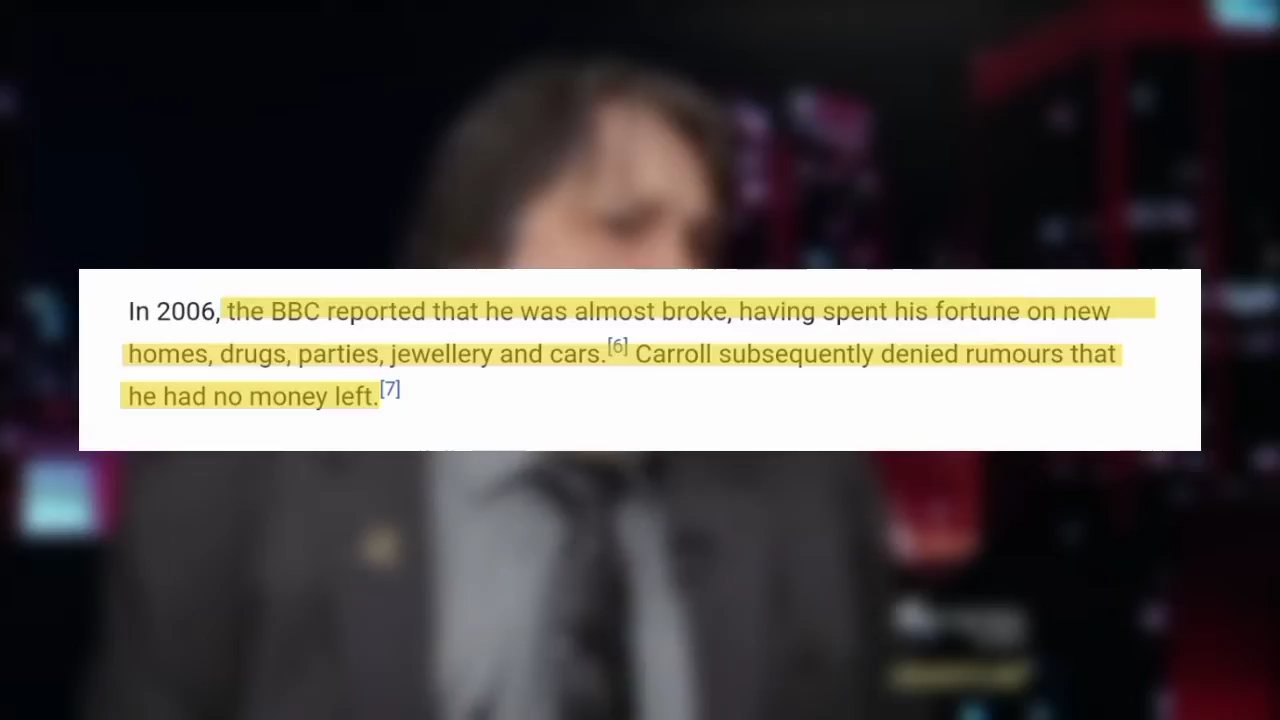 In 2006, the BBC reported that he was almost broke, having spent his fortune on new
homes, drugs, parties, jewellery and cars.[6] Carroll subsequently denied rumours that
he had no money left.[7]